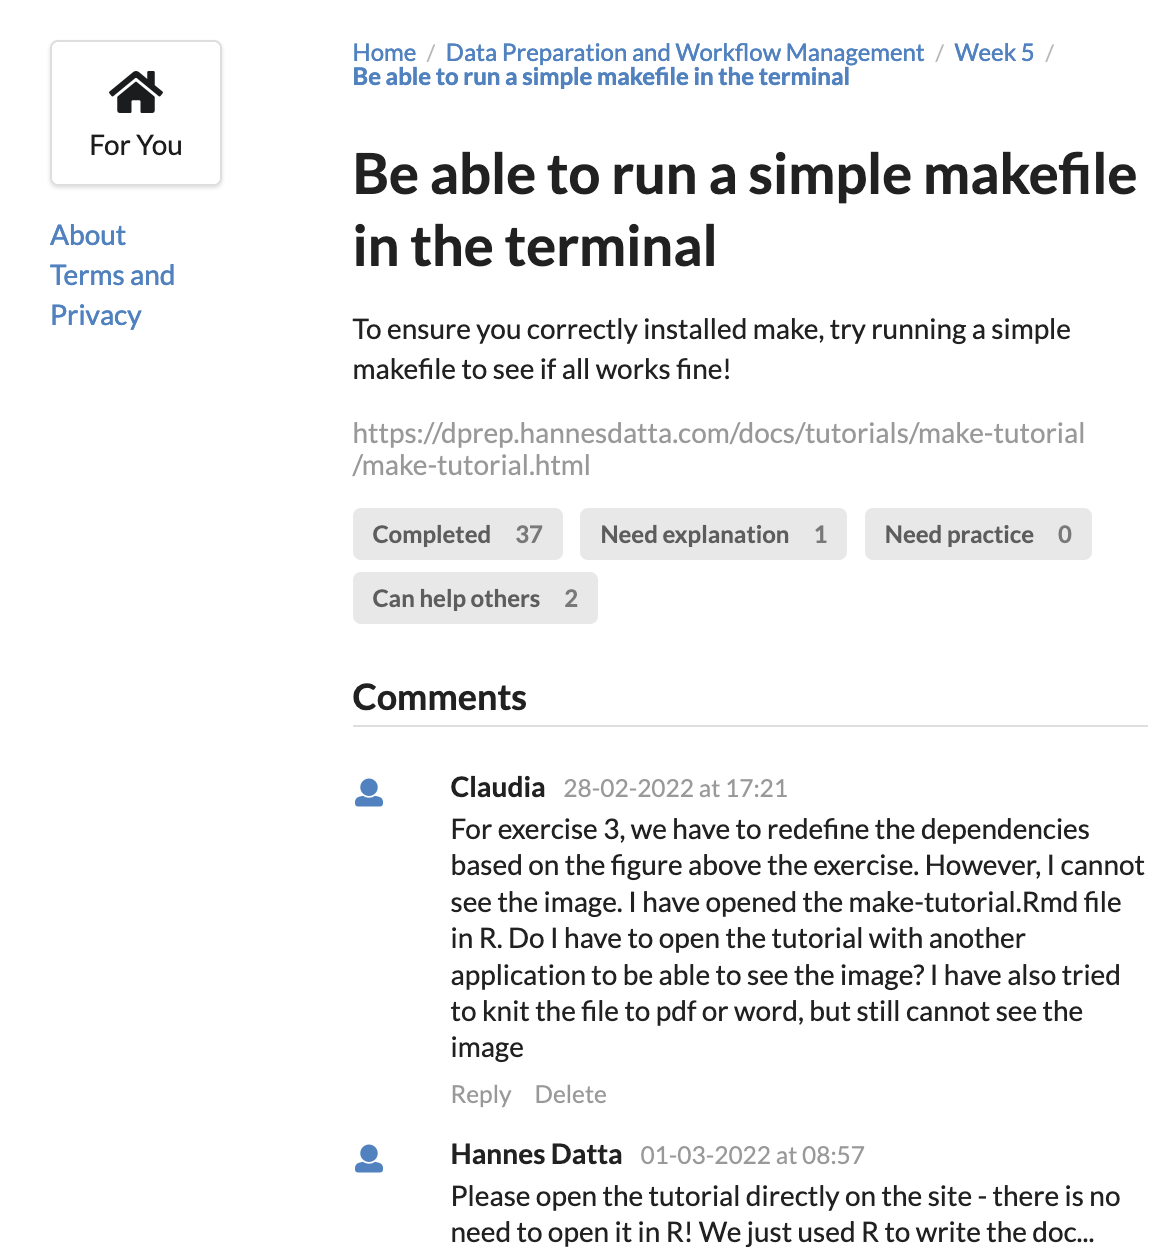 For You
About
Terms and
Privacy
Home / Data Preparation and Workflow Management / Week 5 /
Be able to run a simple makefile in the terminal
Be able to run a simple makefile
in the terminal
To ensure you correctly installed make, try running a simple
makefile to see if all works fine!
https://dprep.hannesdatta.com/docs/tutorials/make-tutorial
/make-tutorial.html
Completed 37 Need explanation 1 Need practice 0
Can help others 2
Comments
Claudia 28-02-2022 at 17:21
For exercise 3, we have to redefine the dependencies
based on the figure above the exercise. However, I cannot
see the image. I have opened the make-tutorial.Rmd file
in R. Do I have to open the tutorial with another
application to be able to see the image? I have also tried
to knit the file to pdf or word, but still cannot see the
image
Reply Delete
Hannes Datta 01-03-2022 at 08:57
Please open the tutorial directly on the site - there is no
need to open it in R! We just used R to write the doc...